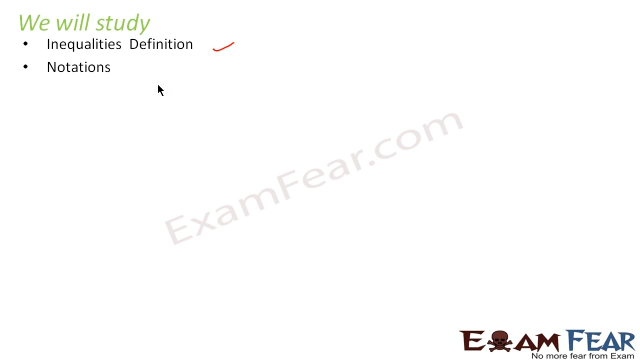 We will study
• Inequalities Definition
• Notations
ExamFear.com
EXAM FEAR
No more fear from Exam